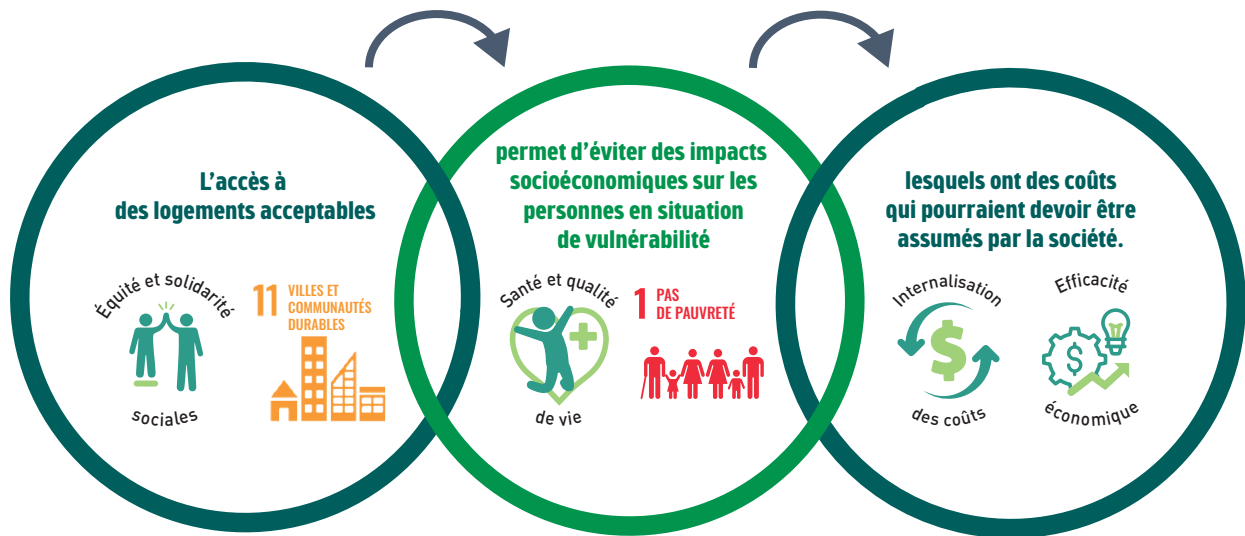 L'accès à
des logements acceptables
Équité et solidarité
sociales
11 VILLES ET
COMMUNAUTÉS
DURABLES
permet d'éviter des impacts
socioéconomiques sur les
personnes en situation
de vulnérabilité
Santé et qualité
de vie
1 PAS
DE PAUVRETÉ
lesquels ont des coûts
qui pourraient devoir être
assumés par la société.
Internalisation
des coûts
Efficacité
économique